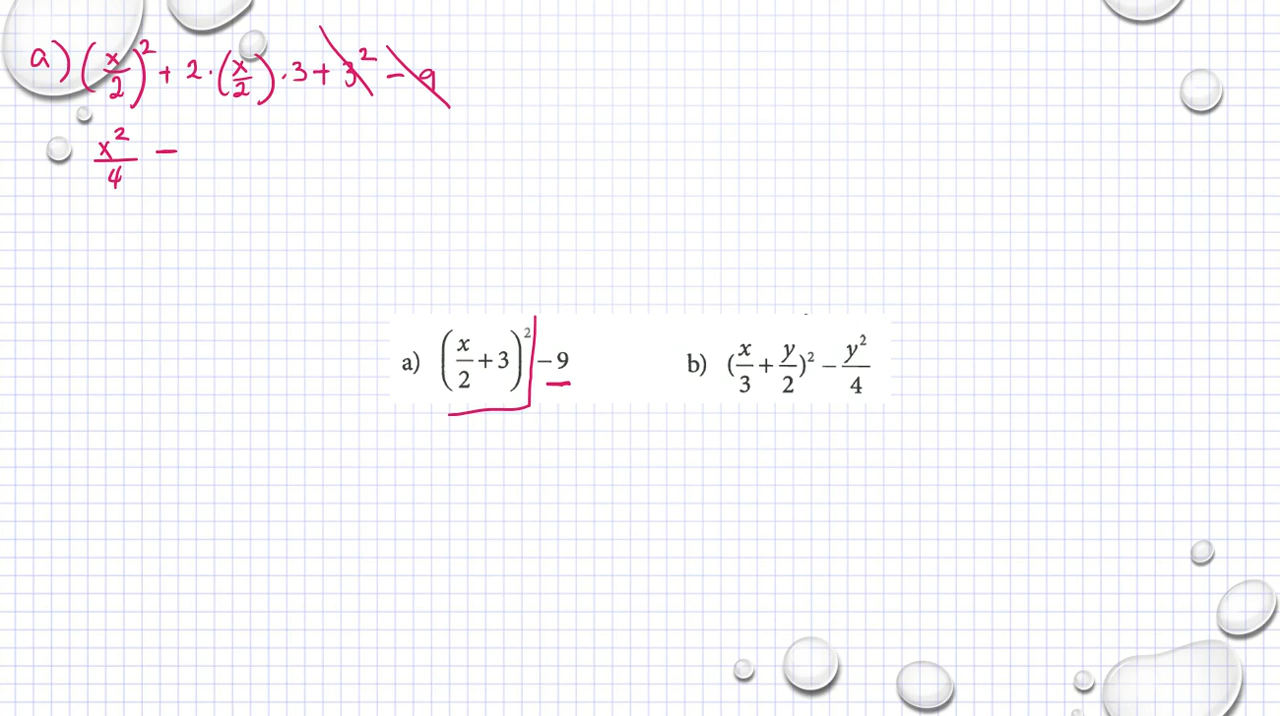 a) (x/2)² + 2 · (x/2) · 3 + 3² − 9
x²/4 −
a) (x/2 + 3)² − 9
b) (x/3 + y/2)² − y²/4